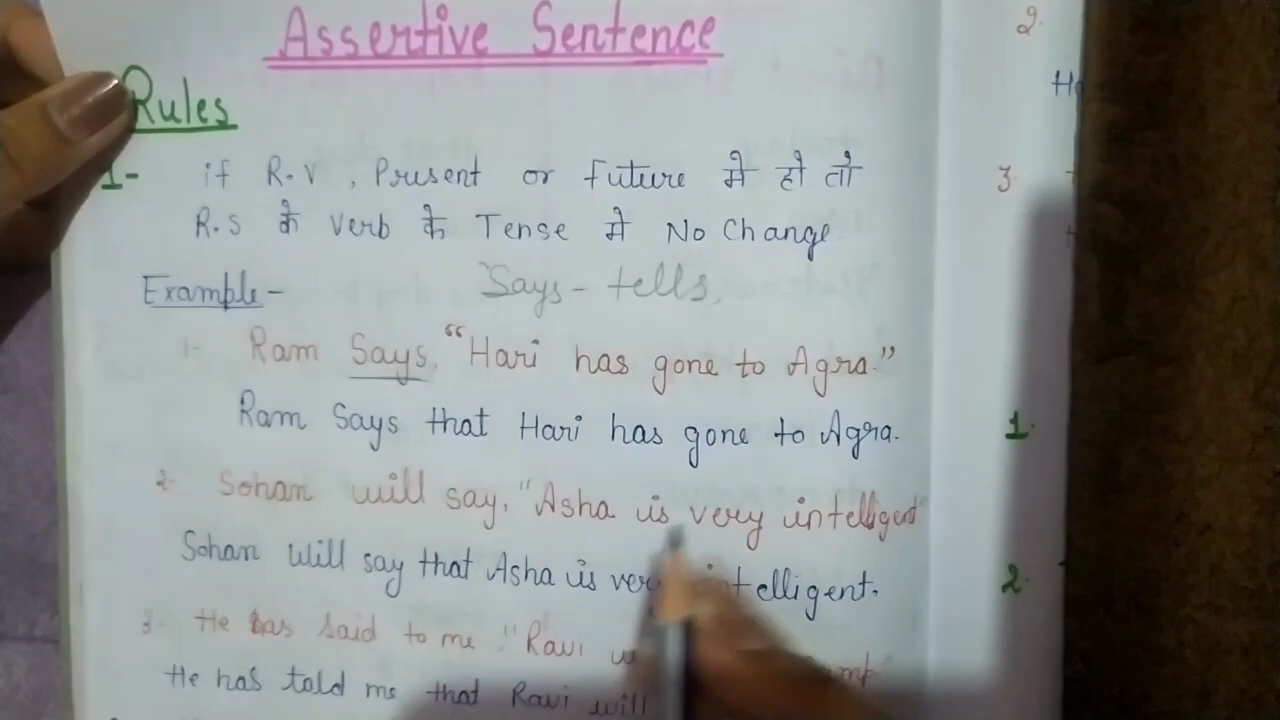 Assertive Sentence
Rules
1- if R.V, Present or Future में हो तो
R.S के Verb के Tense में No Change
Example- Says - tells,
1- Ram Says, "Hari has gone to Agra."
Ram Says that Hari has gone to Agra.
2- Sohan will say, "Asha is very intelligent"
Sohan will say that Asha is very intelligent.
3- He has said to me "Ravi
He has told me that Ravi will
2.
3.
1.
2.